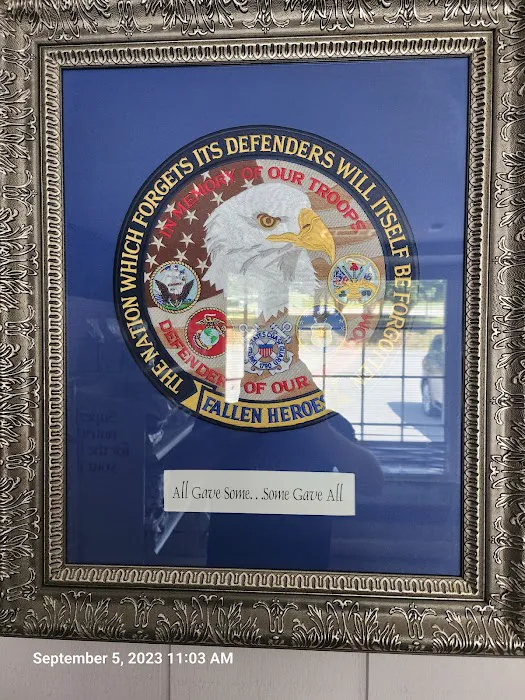 THE NATION WHICH FORGETS ITS DEFENDERS WILL ITSELF BE FORGOTTEN
IN MEMORY OF OUR TROOPS
DEFENDERS OF OUR
FALLEN HEROES
All Gave Some. . .Some Gave All
September 5, 2023 11:03 AM